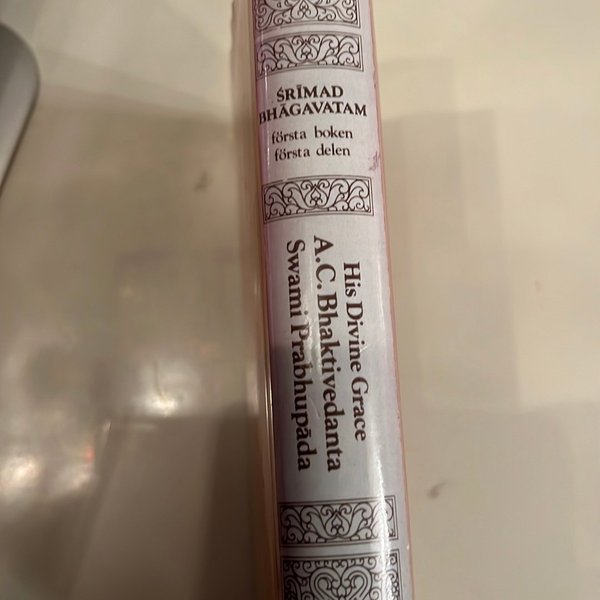 ŚRĪMAD
BHĀGAVATAM
första boken
första delen
His Divine Grace
A.C. Bhaktivedanta
Swami Prabhupāda